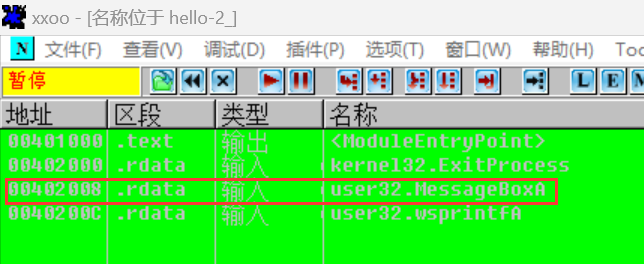 xxoo - [名称位于 hello-2_]
N 文件(F) 查看(V) 调试(D) 插件(P) 选项(T) 窗口(W) 帮助(H) Too
暂停 L E M
地址 区段 类型 名称
00401000 .text 输出 <ModuleEntryPoint>
00402000 .rdata 输入 kernel32.ExitProcess
00402008 .rdata 输入 user32.MessageBoxA
0040200C .rdata 输入 user32.wsprintfA